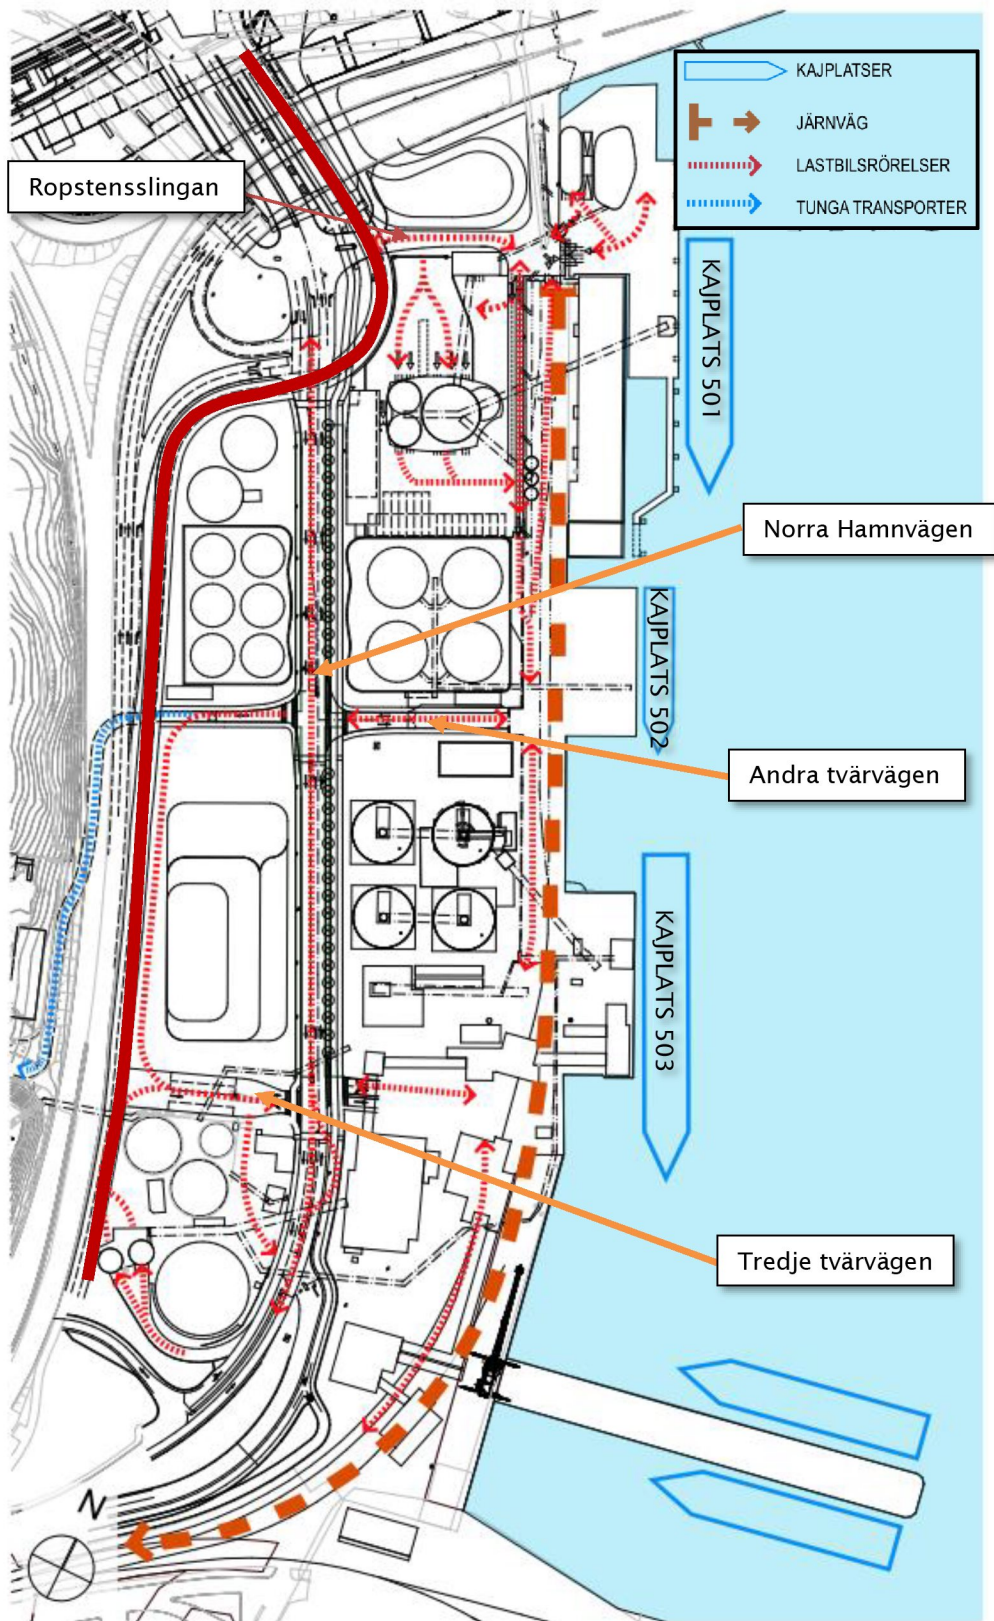 KAJPLATSER
JÄRNVÄG
LASTBILSRÖRELSER
TUNGA TRANSPORTER
Ropstensslingan
KAJPLATS 501
Norra Hamnvägen
KAJPLATS 502
Andra tvärvägen
KAJPLATS 503
Tredje tvärvägen
N